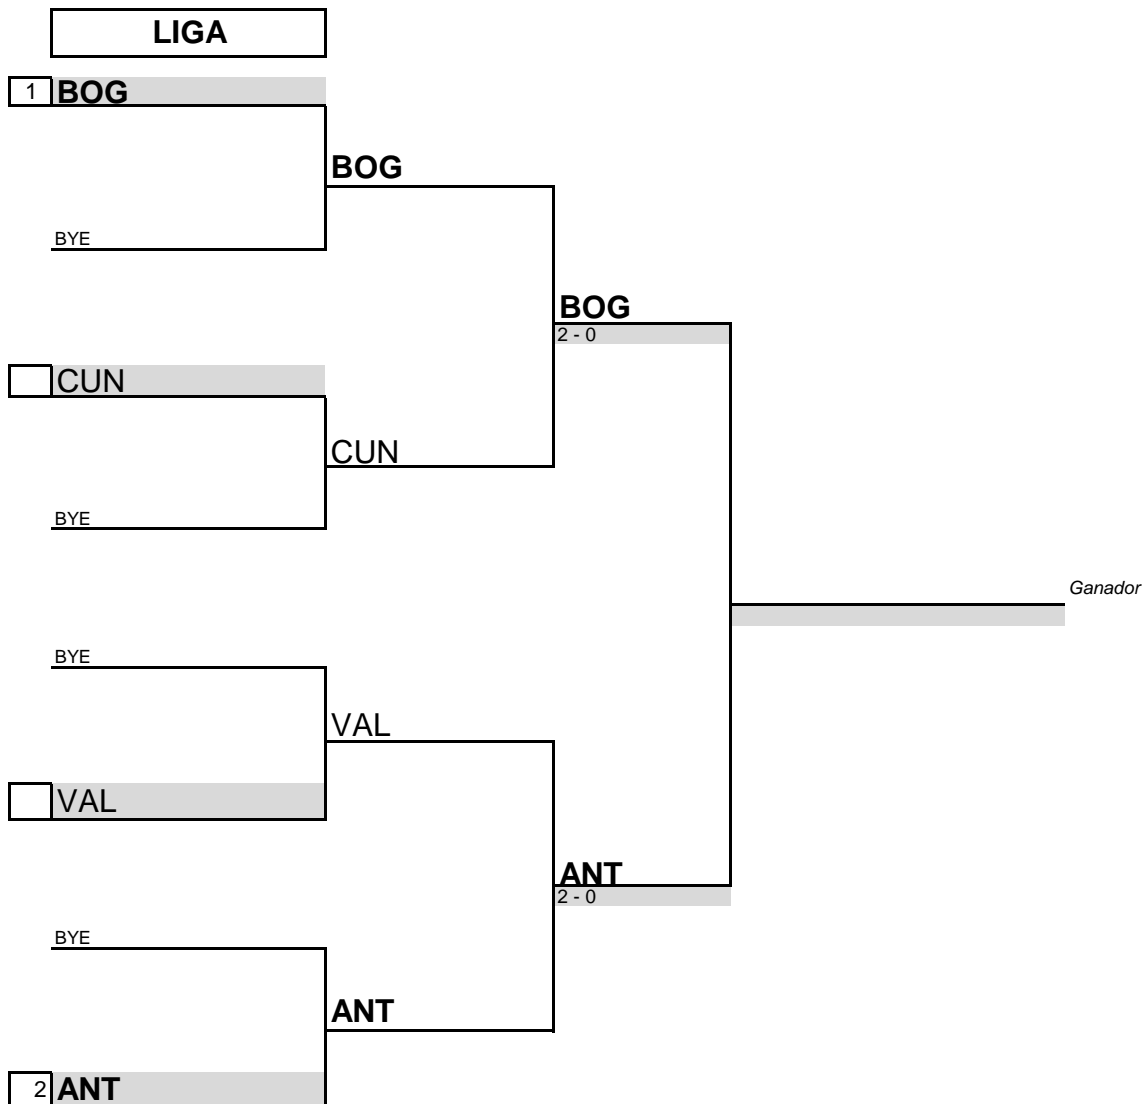 LIGA
1 BOG
BOG
BYE
BOG
2 - 0
CUN
CUN
BYE
Ganador
BYE
VAL
VAL
ANT
2 - 0
BYE
ANT
2 ANT